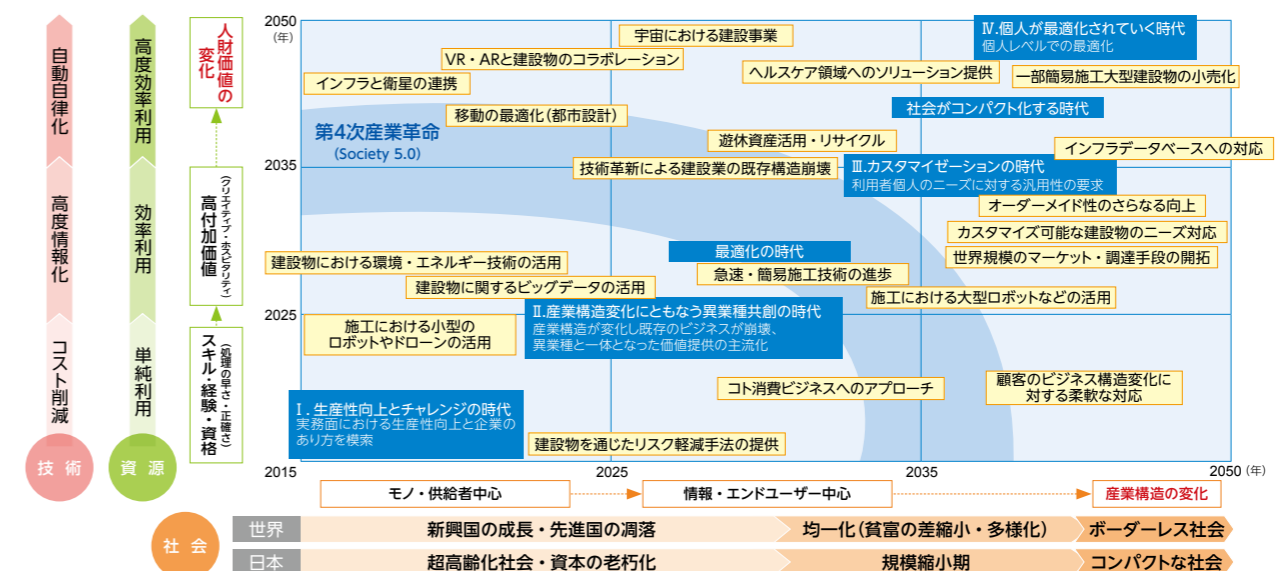 自動自律化
高度情報化
コスト削減
技術
高度効率利用
効率利用
単純利用
資源
人財価値の
変化
高付加価値
(クリエイティブ・ホスピタリティ)
スキル・経験・資格
(処理の早さ・正確さ)
2050
(年)
2035
2025
2015
2025
2035
2050 (年)
宇宙における建設事業
VR・ARと建設物のコラボレーション
インフラと衛星の連携
移動の最適化(都市設計)
第4次産業革命
(Society 5.0)
Ⅳ.個人が最適化されていく時代
個人レベルでの最適化
ヘルスケア領域へのソリューション提供
一部簡易施工大型建設物の小売化
社会がコンパクト化する時代
遊休資産活用・リサイクル
インフラデータベースへの対応
技術革新による建設業の既存構造崩壊
Ⅲ.カスタマイゼーションの時代
利用者個人のニーズに対する汎用性の要求
オーダーメイド性のさらなる向上
カスタマイズ可能な建設物のニーズ対応
世界規模のマーケット・調達手段の開拓
最適化の時代
急速・簡易施工技術の進歩
建設物における環境・エネルギー技術の活用
建設物に関するビッグデータの活用
施工における大型ロボットなどの活用
Ⅱ.産業構造変化にともなう異業種共創の時代
産業構造が変化し既存のビジネスが崩壊、
異業種と一体となった価値提供の主流化
施工における小型の
ロボットやドローンの活用
コト消費ビジネスへのアプローチ
顧客のビジネス構造変化に
対する柔軟な対応
Ⅰ.生産性向上とチャレンジの時代
実務面における生産性向上と企業の
あり方を模索
建設物を通じたリスク軽減手法の提供
モノ・供給者中心
情報・エンドユーザー中心
産業構造の変化
社会
世界
新興国の成長・先進国の凋落
均一化(貧富の差縮小・多様化)
ボーダーレス社会
日本
超高齢化社会・資本の老朽化
規模縮小期
コンパクトな社会